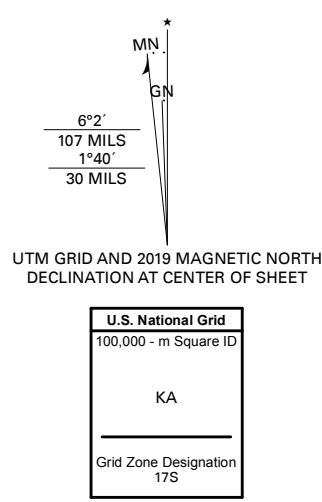 ★
MN
GN
6°2´
107 MILS
1°40´
30 MILS
UTM GRID AND 2019 MAGNETIC NORTH
DECLINATION AT CENTER OF SHEET
U.S. National Grid
100,000 - m Square ID
KA
Grid Zone Designation
17S